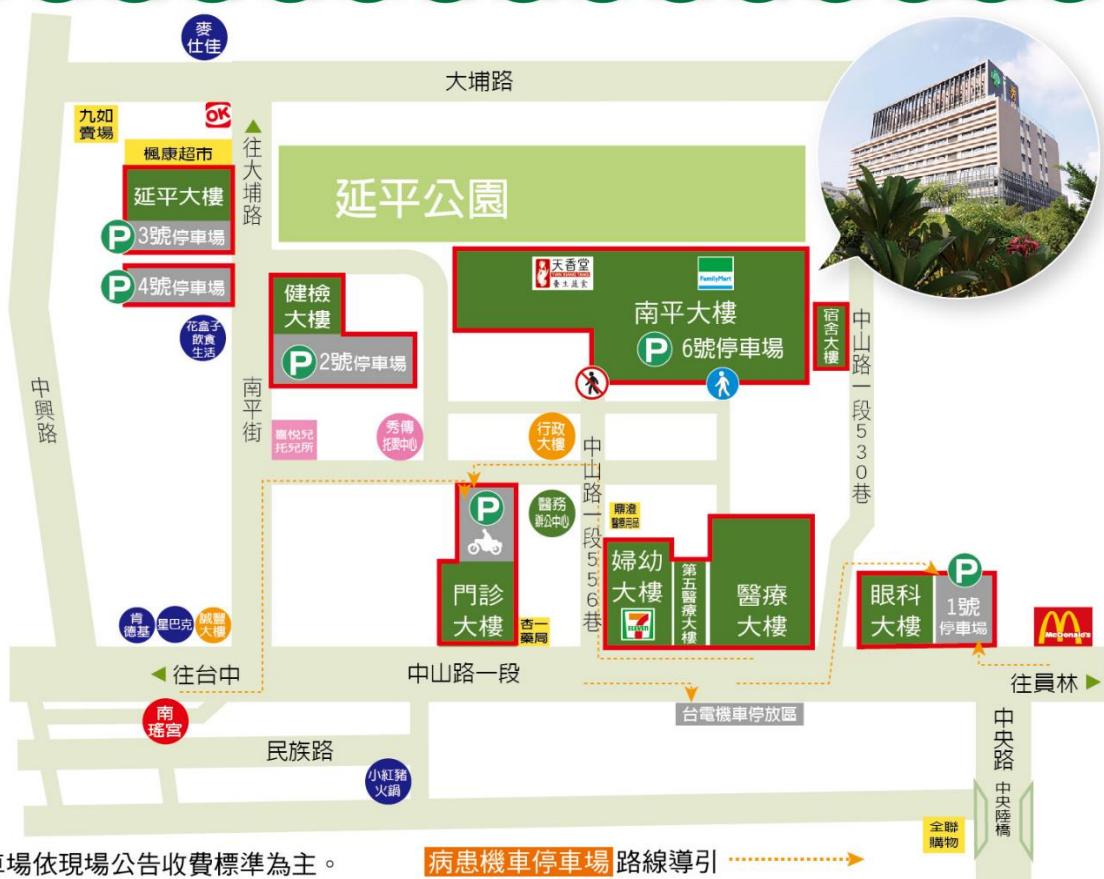 麥
仕佳
大埔路
九如
賣場
OK
楓康超市
往大埔路
延平大樓
P 3號停車場
P 4號停車場
延平公園
天香堂
養生蔬食
FamilyMart
南平大樓
P 6號停車場
宿舍大樓
健檢
大樓
P 2號停車場
花盒子
飲食
生活
中興路
南平街
中山路一段530巷
喜悅兒
托兒所
秀傳
托嬰中心
行政
大樓
中山路一段556巷
P
醫務
辦公中心
鼎澄
醫療用品
門診
大樓
杏一
藥局
婦幼
大樓
7
ELEVEN
第五醫療大樓
醫療
大樓
眼科
大樓
P
1號
停車場
McDonald's
肯
德基
星巴克
誠豐
大樓
往台中
中山路一段
往員林
台電機車停放區
南
瑤宮
民族路
小紅豬
火鍋
中央路
中央陸橋
全聯
購物
車場依現場公告收費標準為主。
病患機車停車場 路線導引